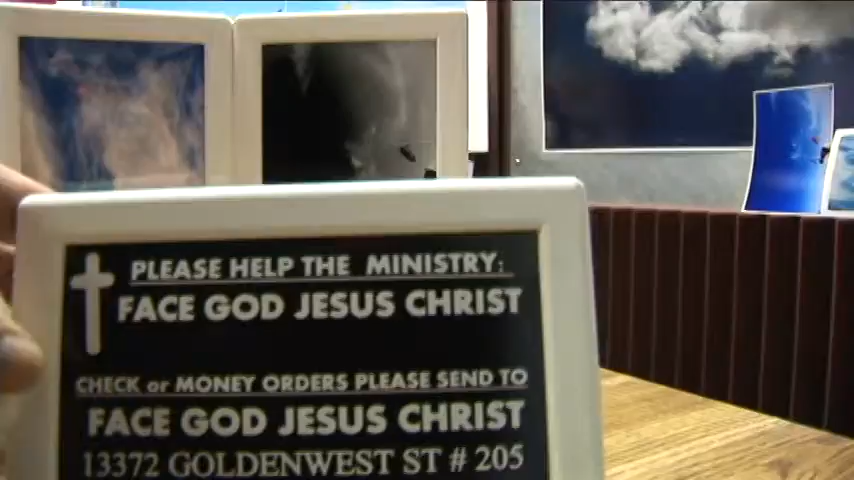 PLEASE HELP THE MINISTRY:
FACE GOD JESUS CHRIST
CHECK or MONEY ORDERS PLEASE SEND TO
FACE GOD JESUS CHRIST
13372 GOLDENWEST ST # 205